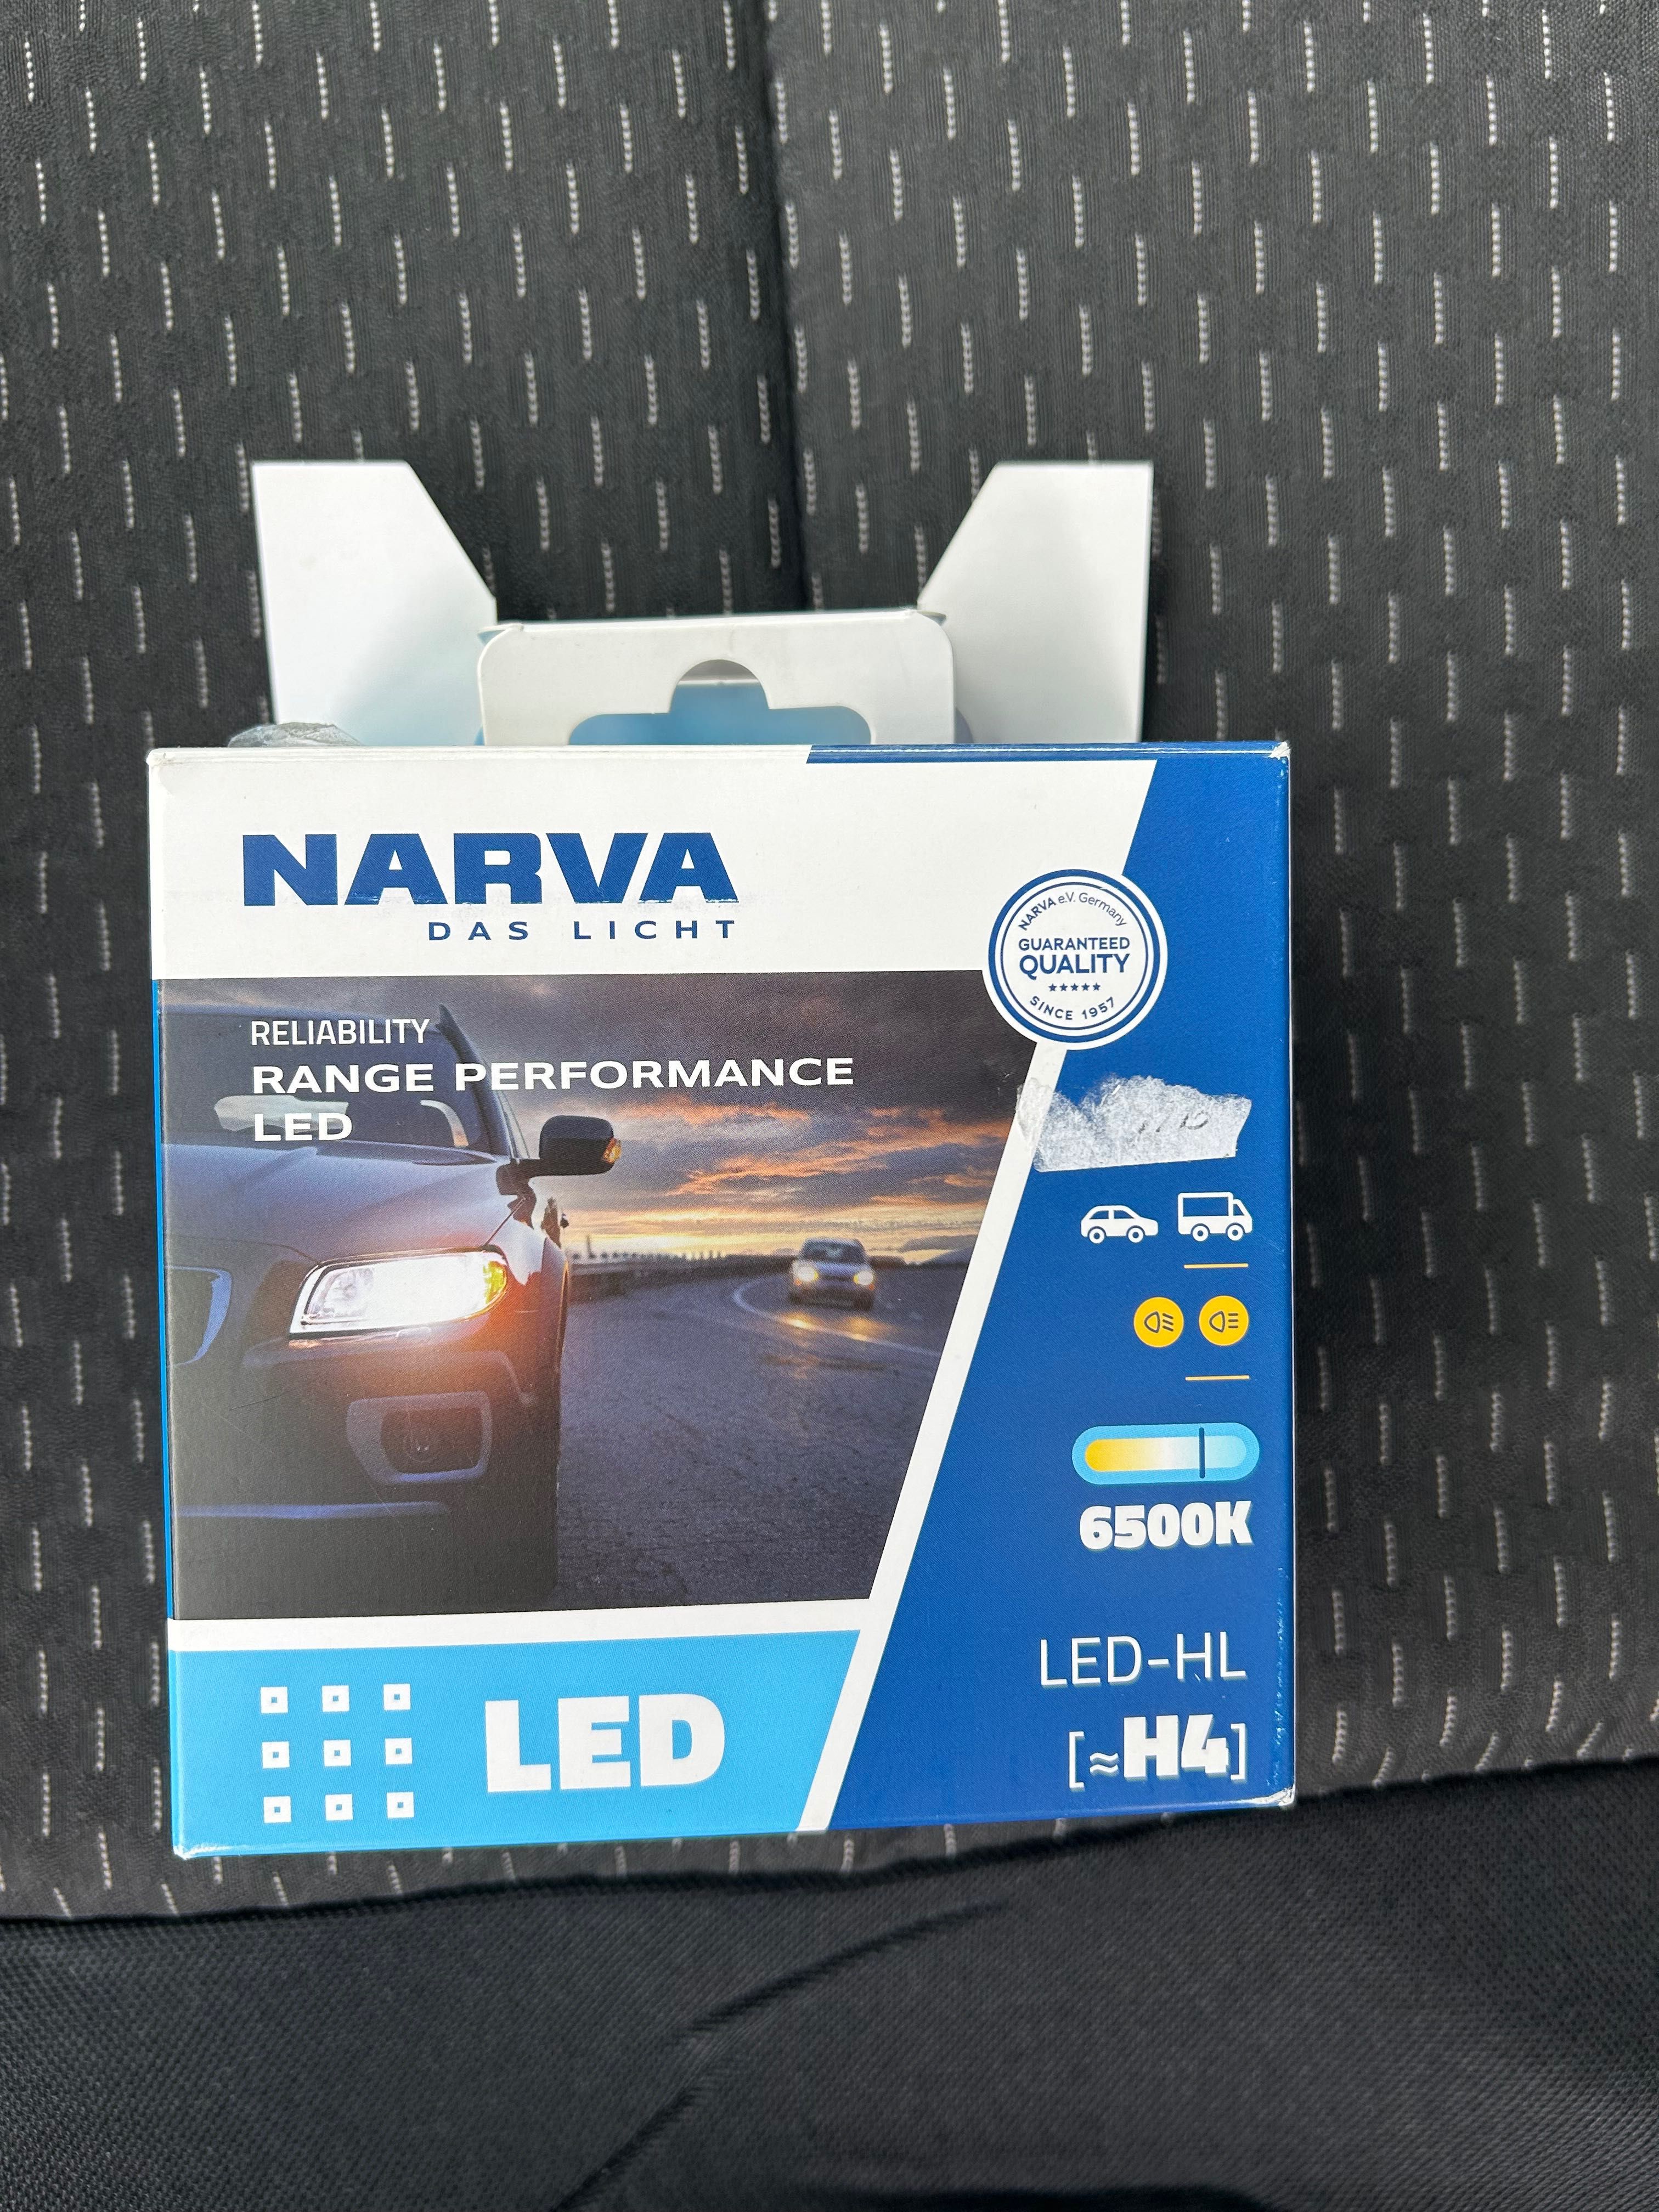 NARVA
DAS LICHT
NARVA e.V. Germany
GUARANTEED
QUALITY
SINCE 1957
RELIABILITY
RANGE PERFORMANCE
LED
6500K
LED
LED-HL
[≈H4]